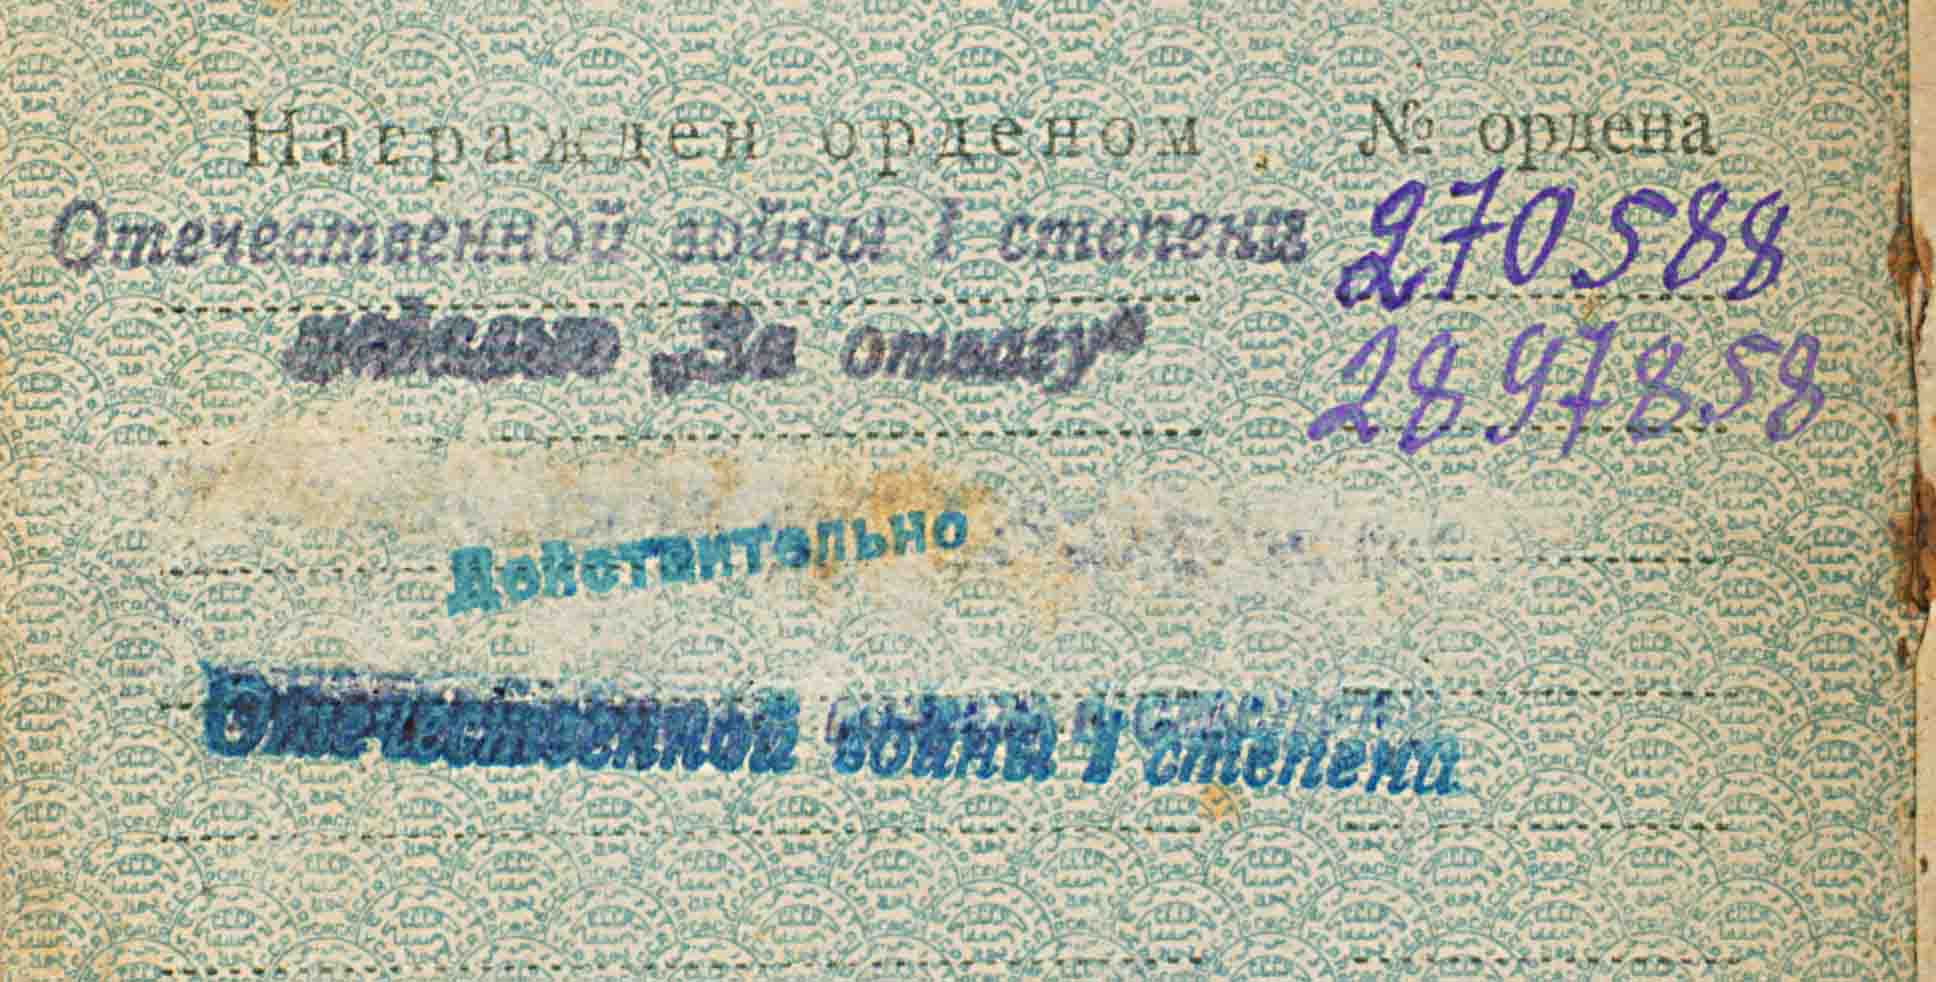 Награжден орденом № ордена
Отечественной войны I степени 270588
медалью „За отвагу“ 2897858
Действительно
Отечественной войны I степени